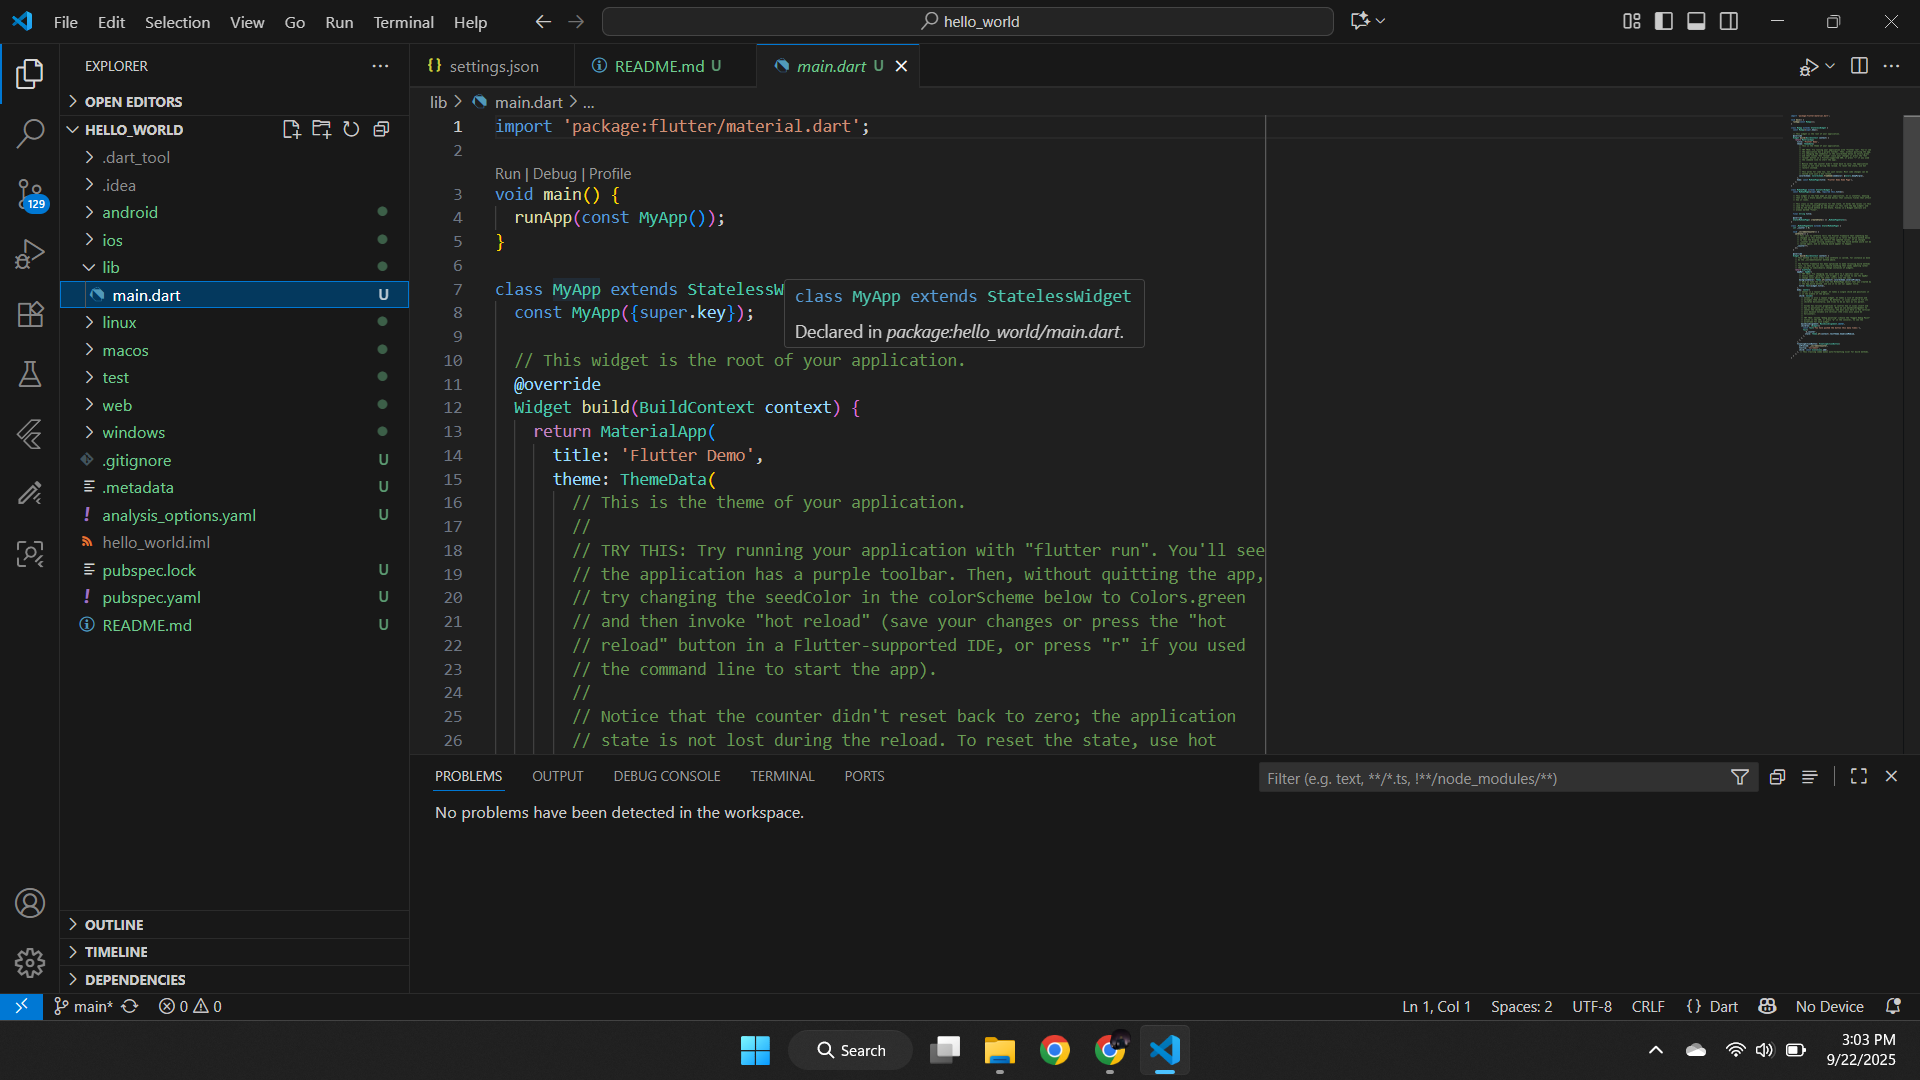 File Edit Selection View Go Run Terminal Help
hello_world
EXPLORER
OPEN EDITORS
HELLO_WORLD
.dart_tool
.idea
android
ios
lib
main.dart U
linux
macos
test
web
windows
.gitignore U
.metadata U
analysis_options.yaml U
hello_world.iml
pubspec.lock U
pubspec.yaml U
README.md U
129
OUTLINE
TIMELINE
DEPENDENCIES
settings.json
README.md U
main.dart U
lib > main.dart > ...
1 import 'package:flutter/material.dart';
2
Run | Debug | Profile
3 void main() {
4 runApp(const MyApp());
5 }
6
7 class MyApp extends StatelessW
class MyApp extends StatelessWidget
Declared in package:hello_world/main.dart.
8 const MyApp({super.key});
9
10 // This widget is the root of your application.
11 @override
12 Widget build(BuildContext context) {
13 return MaterialApp(
14 title: 'Flutter Demo',
15 theme: ThemeData(
16 // This is the theme of your application.
17 //
18 // TRY THIS: Try running your application with "flutter run". You'll see
19 // the application has a purple toolbar. Then, without quitting the app,
20 // try changing the seedColor in the colorScheme below to Colors.green
21 // and then invoke "hot reload" (save your changes or press the "hot
22 // reload" button in a Flutter-supported IDE, or press "r" if you used
23 // the command line to start the app).
24 //
25 // Notice that the counter didn't reset back to zero; the application
26 // state is not lost during the reload. To reset the state, use hot
PROBLEMS OUTPUT DEBUG CONSOLE TERMINAL PORTS
Filter (e.g. text, **/*.ts, !**/node_modules/**)
No problems have been detected in the workspace.
main* 0 0
Ln 1, Col 1 Spaces: 2 UTF-8 CRLF {} Dart No Device
Search
3:03 PM
9/22/2025